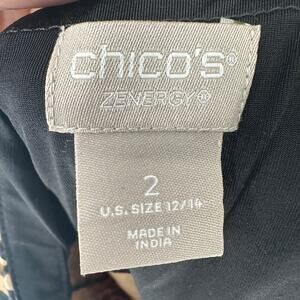 chico's®
ZENERGY®
2
U.S. SIZE 12/14
MADE IN
INDIA